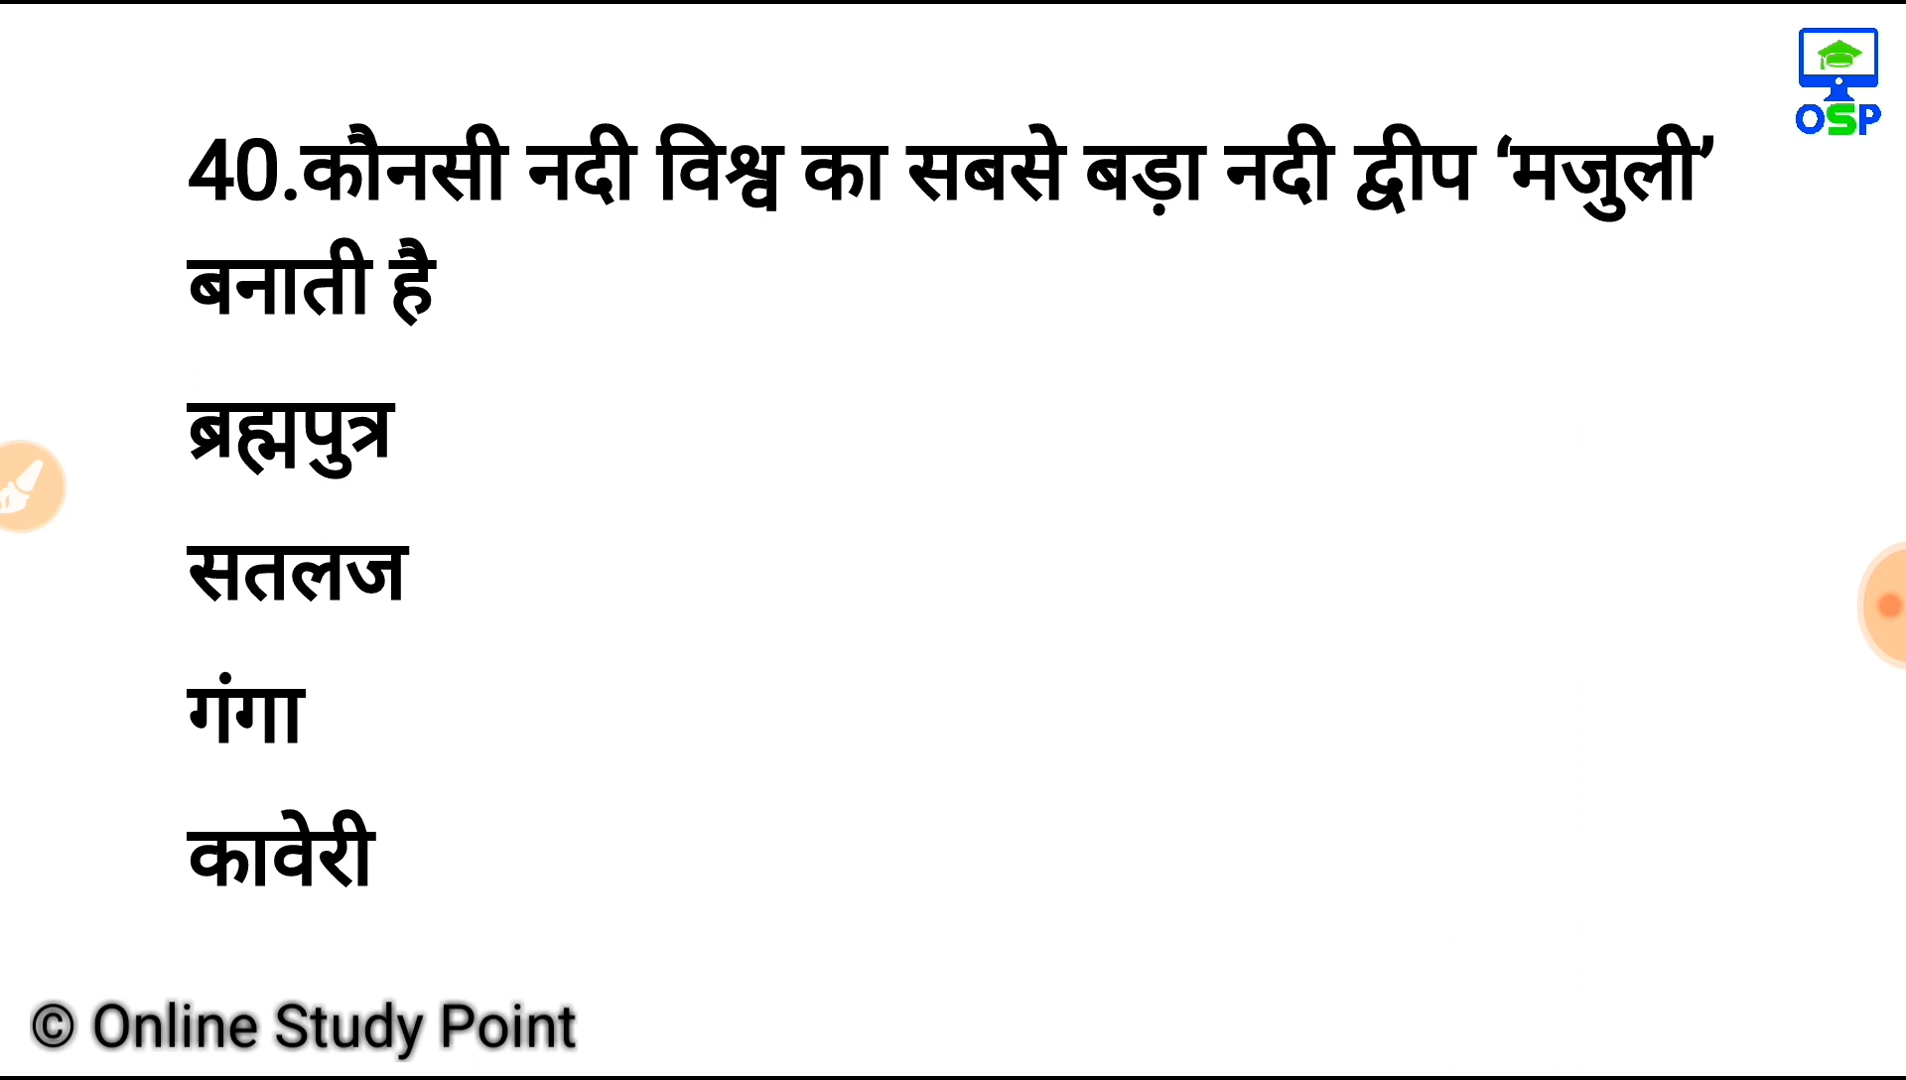 OSP
40.कौनसी नदी विश्व का सबसे बड़ा नदी द्वीप ‘मजुली’
बनाती है
ब्रह्मपुत्र
सतलज
गंगा
कावेरी
© Online Study Point